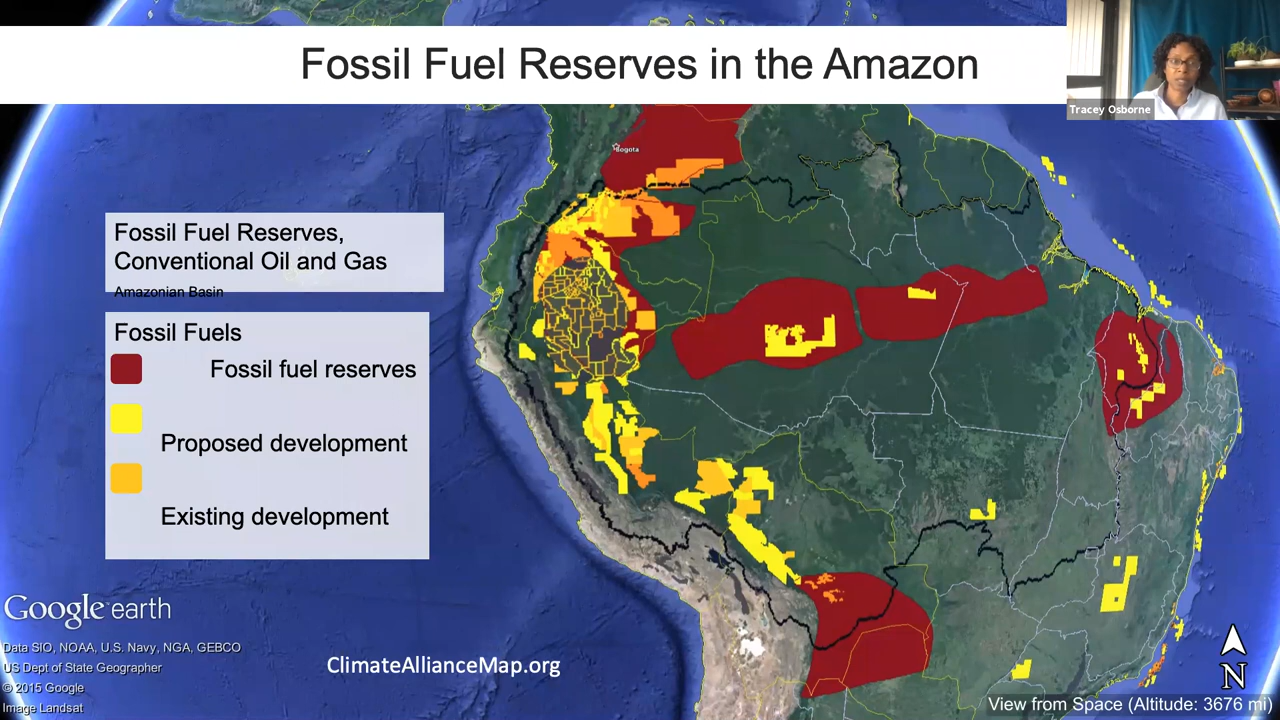 Fossil Fuel Reserves in the Amazon
Tracey Osborne
Bogota
Fossil Fuel Reserves,
Conventional Oil and Gas
Amazonian Basin
Fossil Fuels
Fossil fuel reserves
Proposed development
Existing development
Google earth
Data SIO, NOAA, U.S. Navy, NGA, GEBCO
US Dept of State Geographer
© 2015 Google
Image Landsat
ClimateAllianceMap.org
N
View from Space (Altitude: 3676 mi)